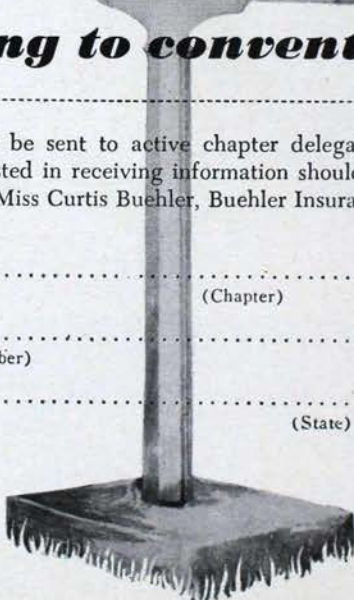 ng to convent
be sent to active chapter delega
sted in receiving information should
Miss Curtis Buehler, Buehler Insura
(Chapter)
ber)
(State)